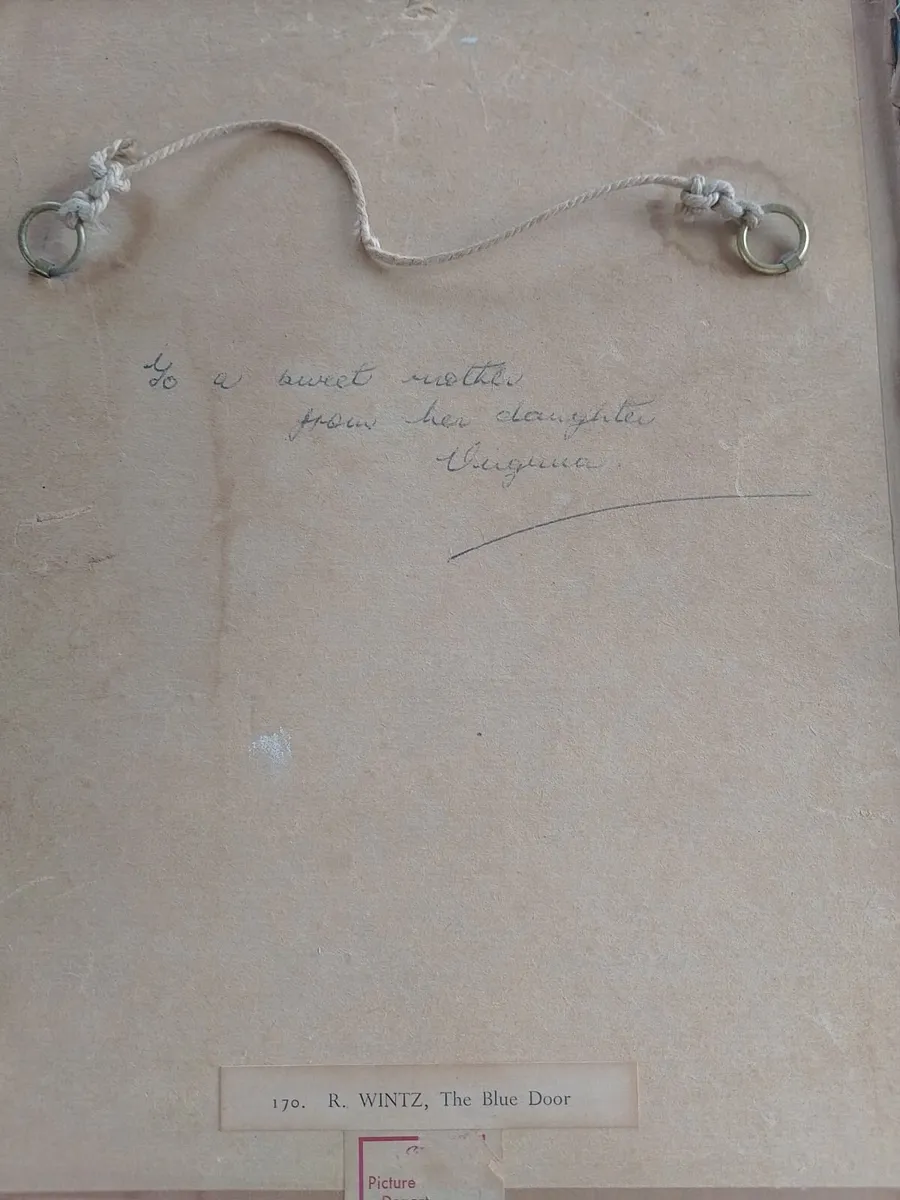 To a sweet mother
from her daughter
Virginia.
170. R. WINTZ, The Blue Door
Picture